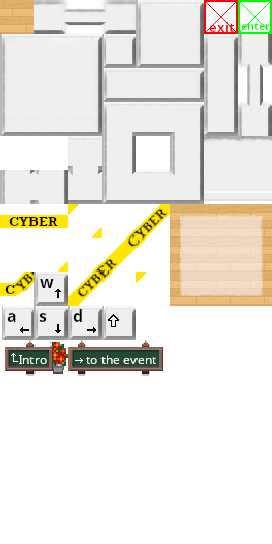 exit
enter
CYBER
CYBER
CYBER
CYB
w↑
a←
s↓
d→
⇧
↑Intro
→ to the event